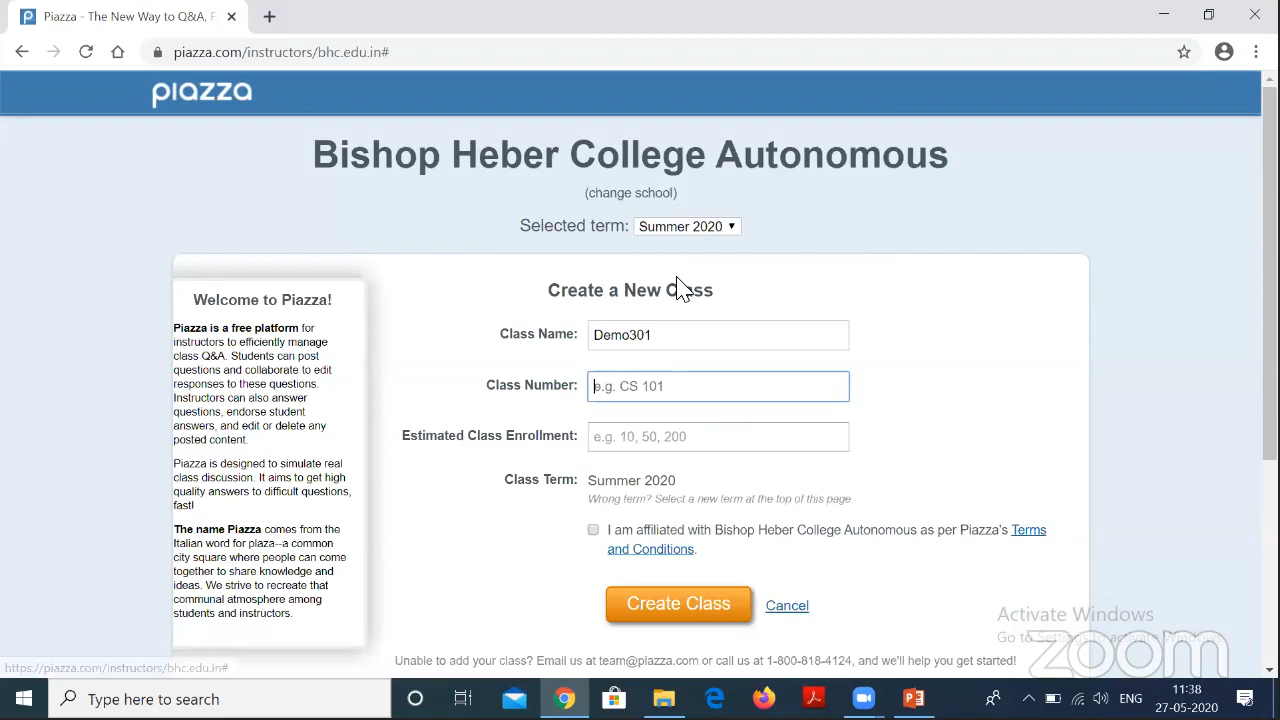 Piazza - The New Way to Q&A, F
piazza.com/instructors/bhc.edu.in#
piazza
Bishop Heber College Autonomous
(change school)
Selected term: Summer 2020
Welcome to Piazza!
Piazza is a free platform for
instructors to efficiently manage
class Q&A. Students can post
questions and collaborate to edit
responses to these questions.
Instructors can also answer
questions, endorse student
answers, and edit or delete any
posted content.
Piazza is designed to simulate real
class discussion. It aims to get high
quality answers to difficult questions,
fast!
The name Piazza comes from the
Italian word for plaza--a common
city square where people can come
together to share knowledge and
ideas. We strive to recreate that
communal atmosphere among
students and instructors.
Create a New Class
Class Name: Demo301
Class Number: e.g. CS 101
Estimated Class Enrollment: e.g. 10, 50, 200
Class Term: Summer 2020
Wrong term? Select a new term at the top of this page.
I am affiliated with Bishop Heber College Autonomous as per Piazza's Terms
and Conditions.
Create Class Cancel
Activate Windows
Go to Settings to activate Windows.
zoom
Unable to add your class? Email us at team@piazza.com or call us at 1-800-818-4124, and we'll help you get started!
https://piazza.com/instructors/bhc.edu.in#
Type here to search
ENG
11:38
27-05-2020